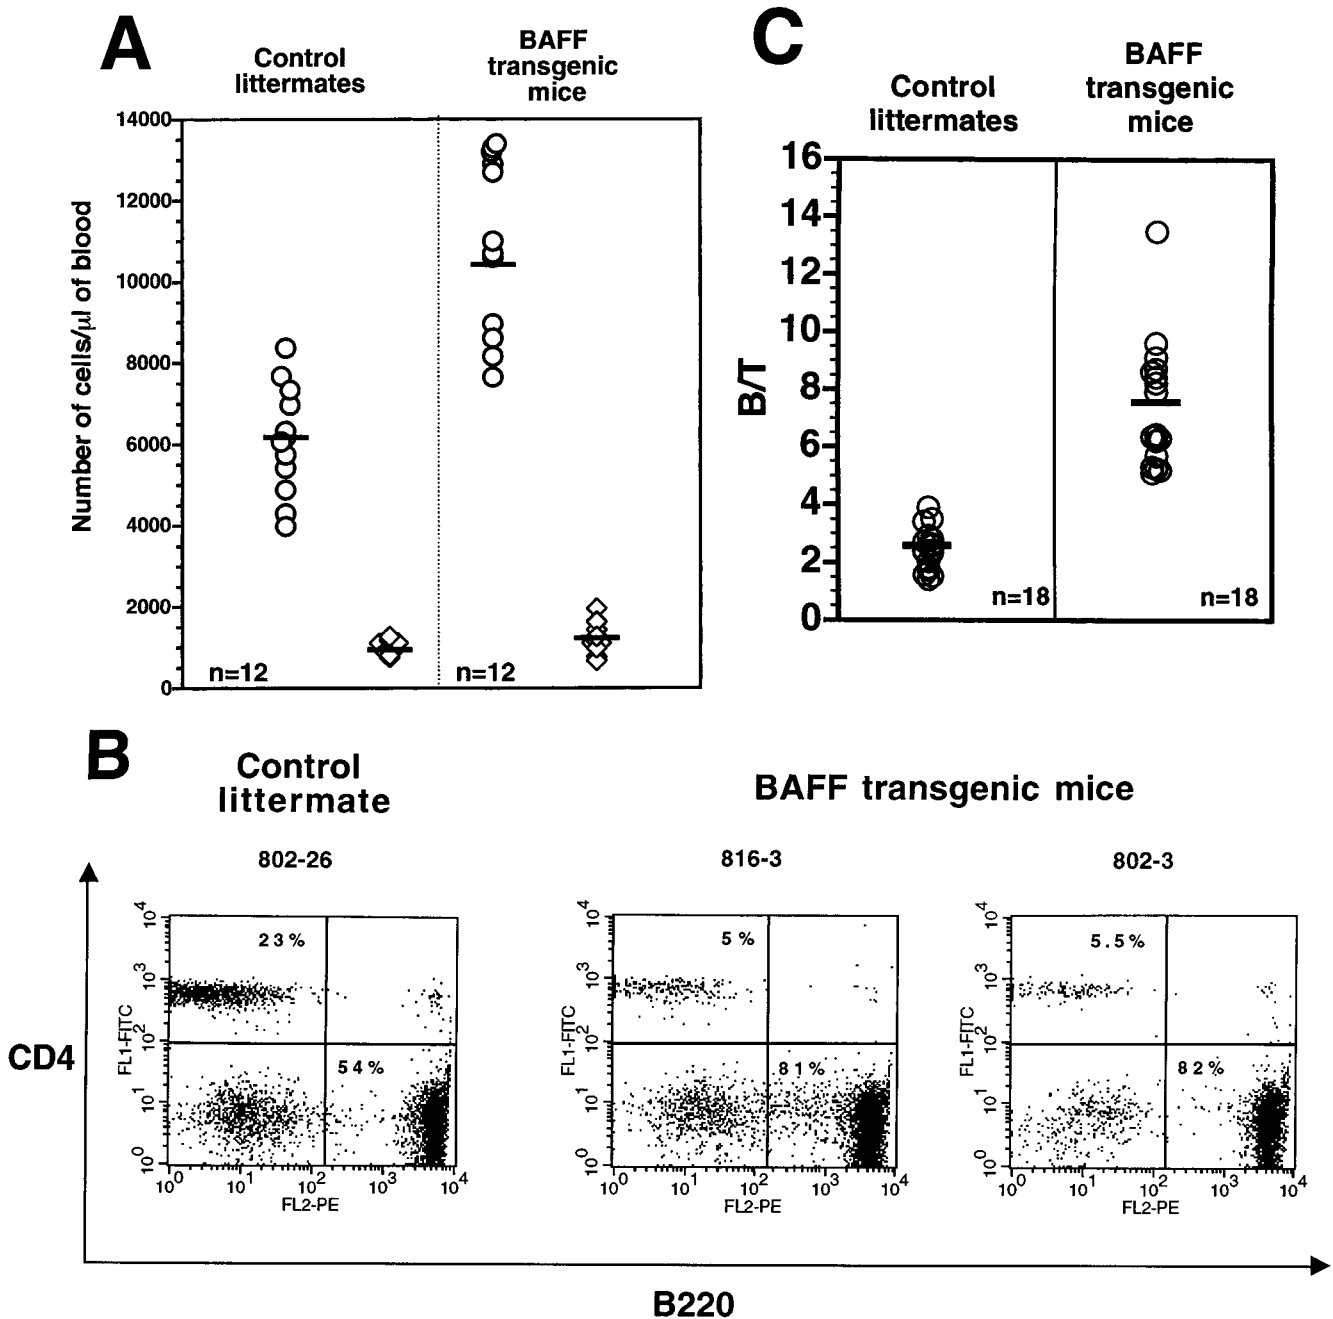 A
Control
littermates
BAFF
transgenic
mice
Number of cells/µl of blood
14000
12000
10000
8000
6000
4000
2000
0
n=12
n=12
C
Control
littermates
BAFF
transgenic
mice
B/T
16
14
12
10
8
6
4
2
0
n=18
n=18
B
Control
littermate
BAFF transgenic mice
802-26
816-3
802-3
CD4
FL1-FITC
10^4
10^3
10^2
10^1
10^0
23%
54%
10^0 10^1 10^2 10^3 10^4
FL2-PE
FL1-FITC
10^4
10^3
10^2
10^1
10^0
5%
81%
10^0 10^1 10^2 10^3 10^4
FL2-PE
FL1-FITC
10^4
10^3
10^2
10^1
10^0
5.5%
82%
10^0 10^1 10^2 10^3 10^4
FL2-PE
B220